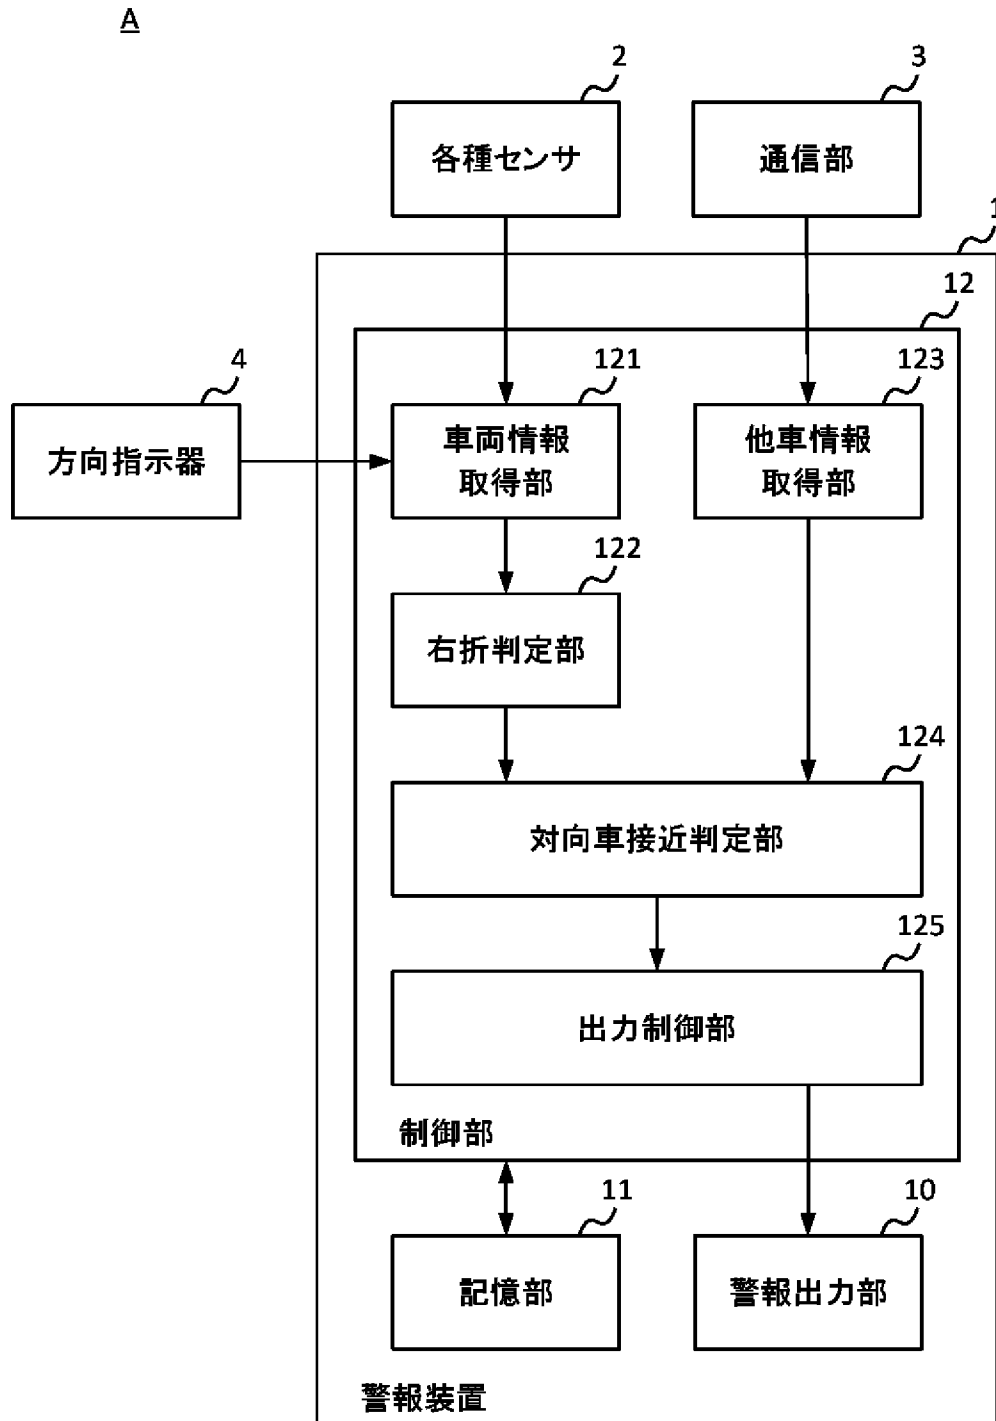 A
2
3
各種センサ
通信部
1
12
4
121
123
方向指示器
車両情報
取得部
他車情報
取得部
122
右折判定部
124
対向車接近判定部
125
出力制御部
制御部
11
10
記憶部
警報出力部
警報装置